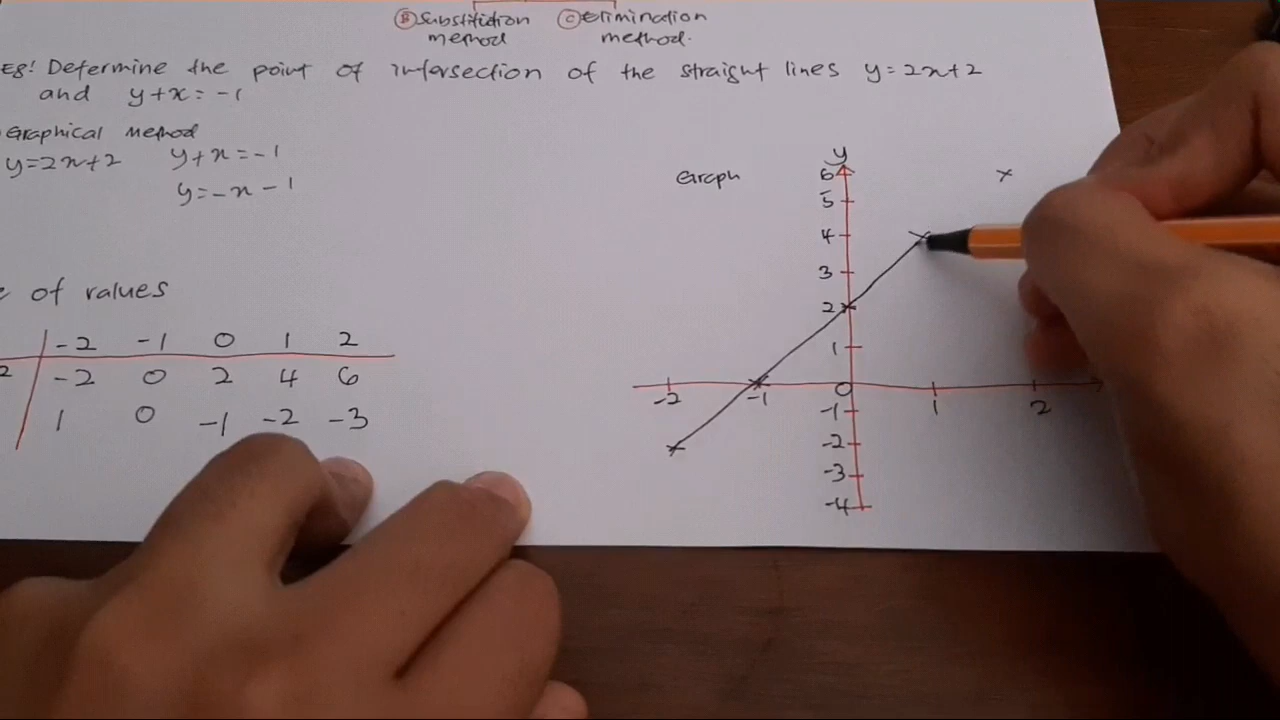 Ⓑ Substitution Ⓒ Elimination
method method.
Eg! Determine the point of intersection of the straight lines y=2x+2
and y+x=-1
Graphical Method
y=2x+2 y+x=-1
y=-x-1
of values
-2 -1 0 1 2
2 -2 0 2 4 6
1 0 -1 -2 -3
Graph
y
6
5
4
3
2
1
-2 -1 0 1 2
-1
-2
-3
-4